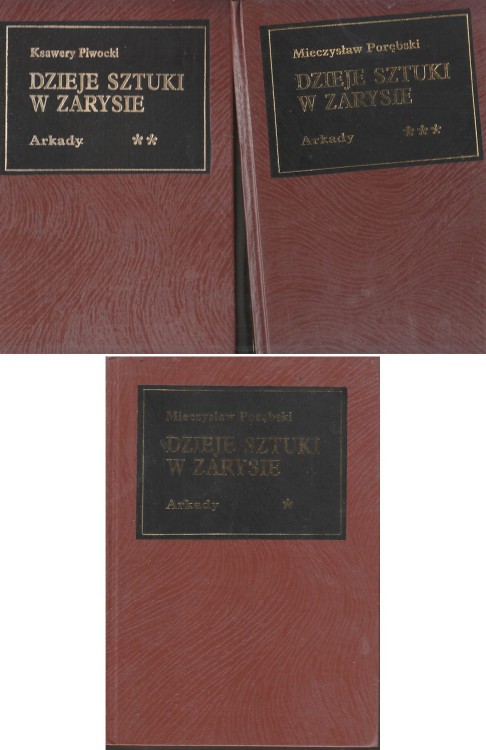 Ksawery Piwocki
DZIEJE SZTUKI
W ZARYSIE
Arkady **
Mieczysław Porębski
DZIEJE SZTUKI
W ZARYSIE
Arkady ***
Mieczysław Porębski
DZIEJE SZTUKI
W ZARYSIE
Arkady *